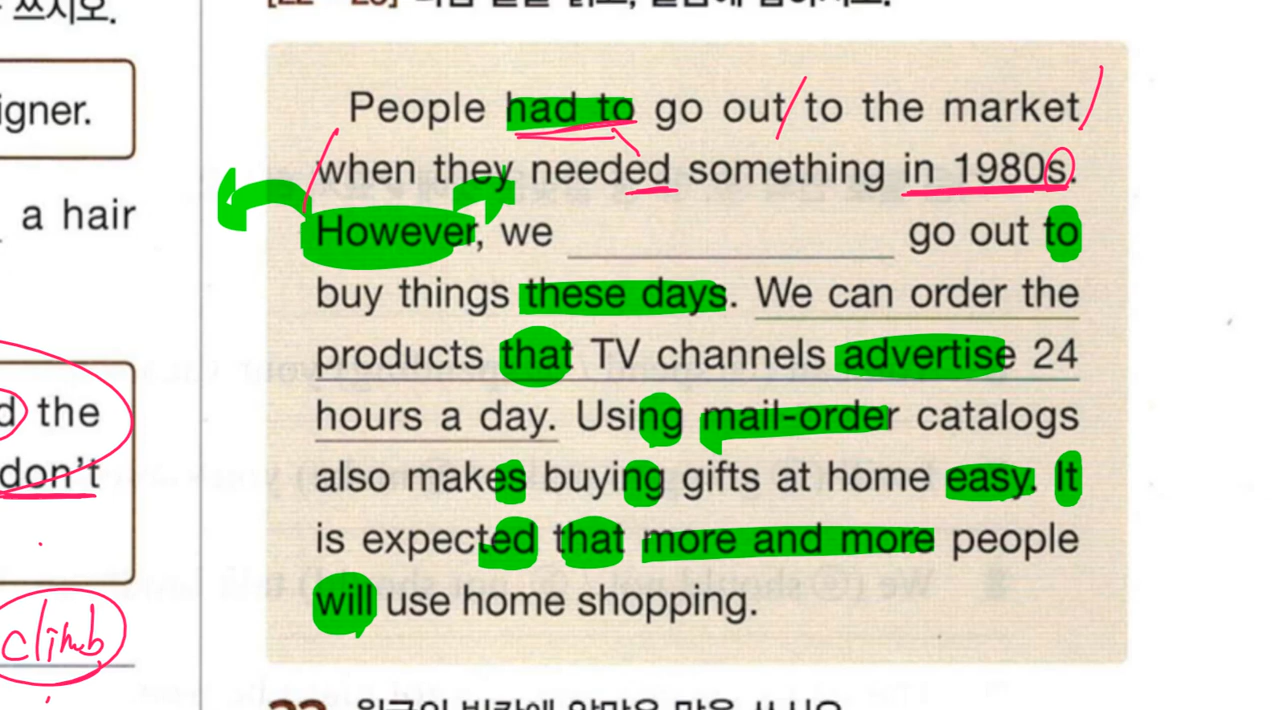 쓰시오.
igner.
a hair
d the
don't
climb
People had to go out to the market
when they needed something in 1980s.
However, we ____________ go out to
buy things these days. We can order the
products that TV channels advertise 24
hours a day. Using mail-order catalogs
also makes buying gifts at home easy. It
is expected that more and more people
will use home shopping.